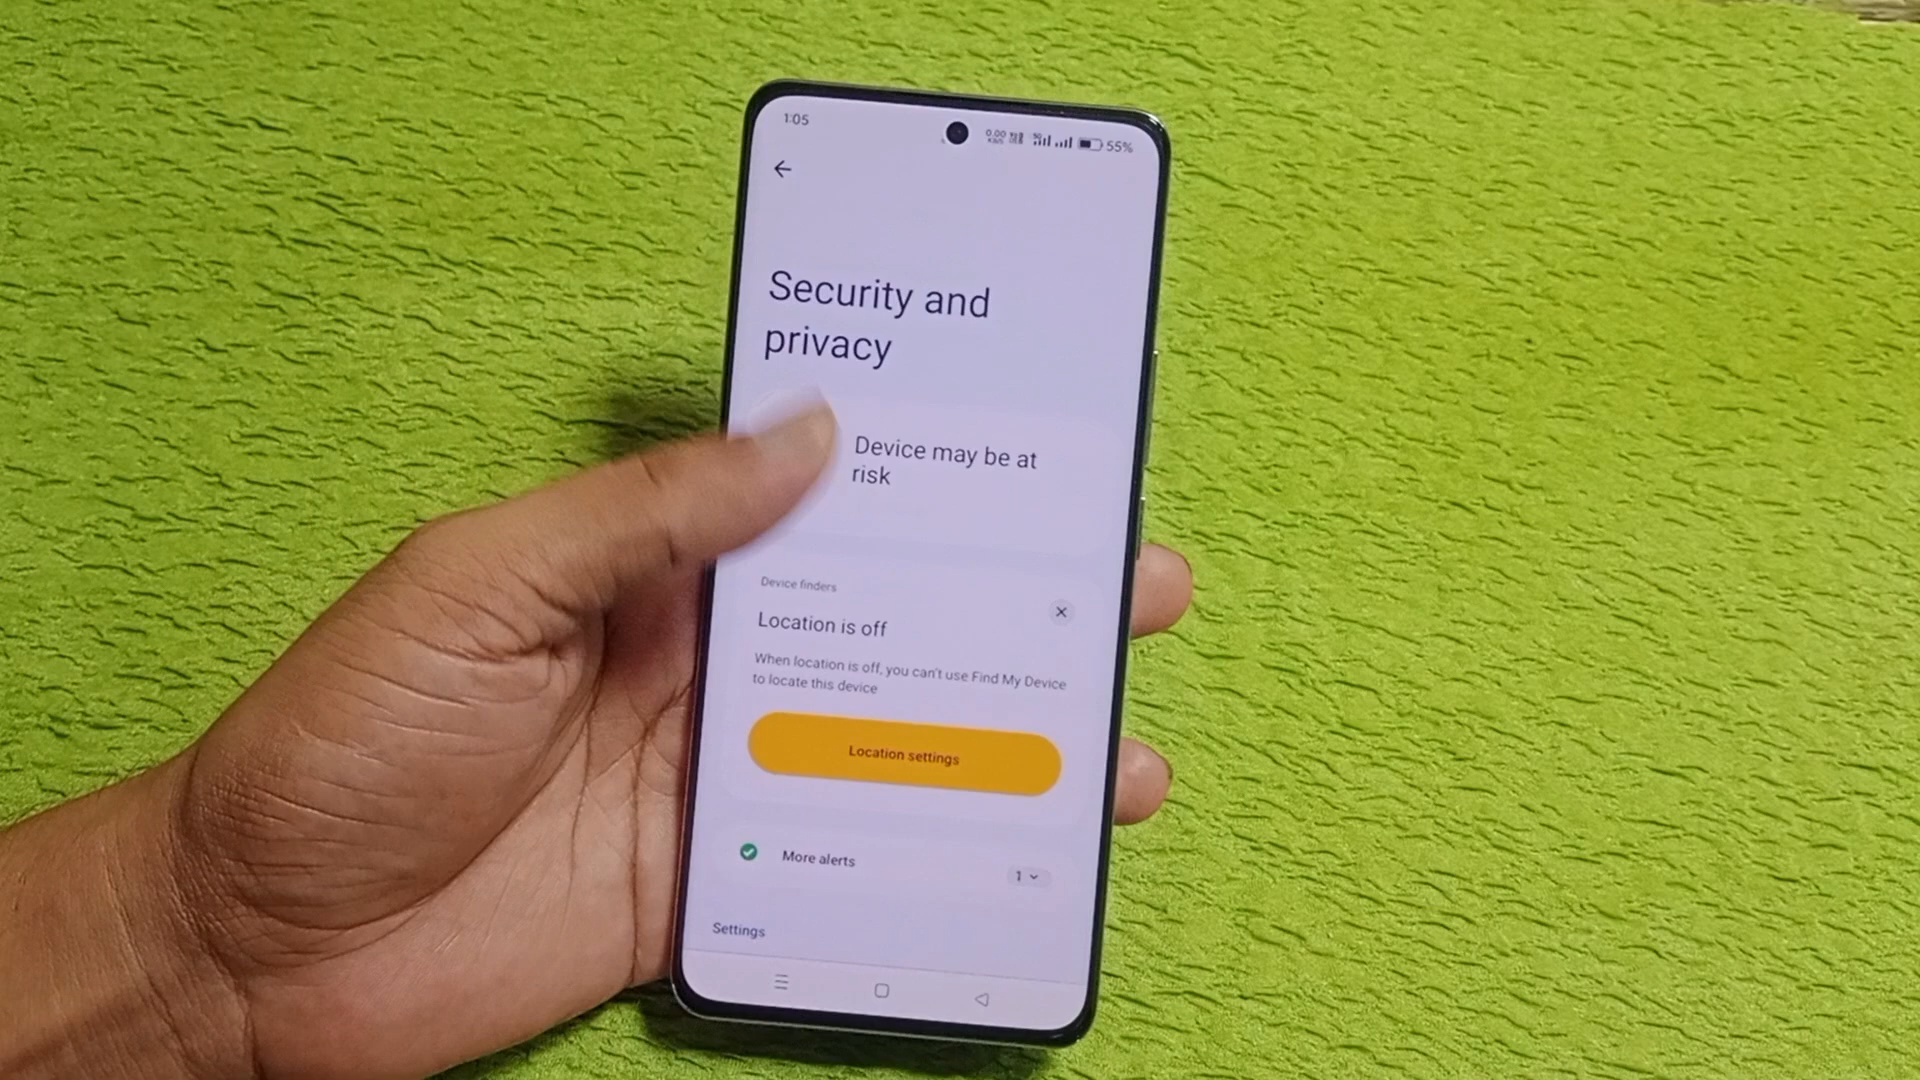 1:05
0.00
5G
55%
Security and
privacy
Device may be at
risk
Device finders
Location is off
When location is off, you can't use Find My Device
to locate this device
Location settings
More alerts
1
Settings